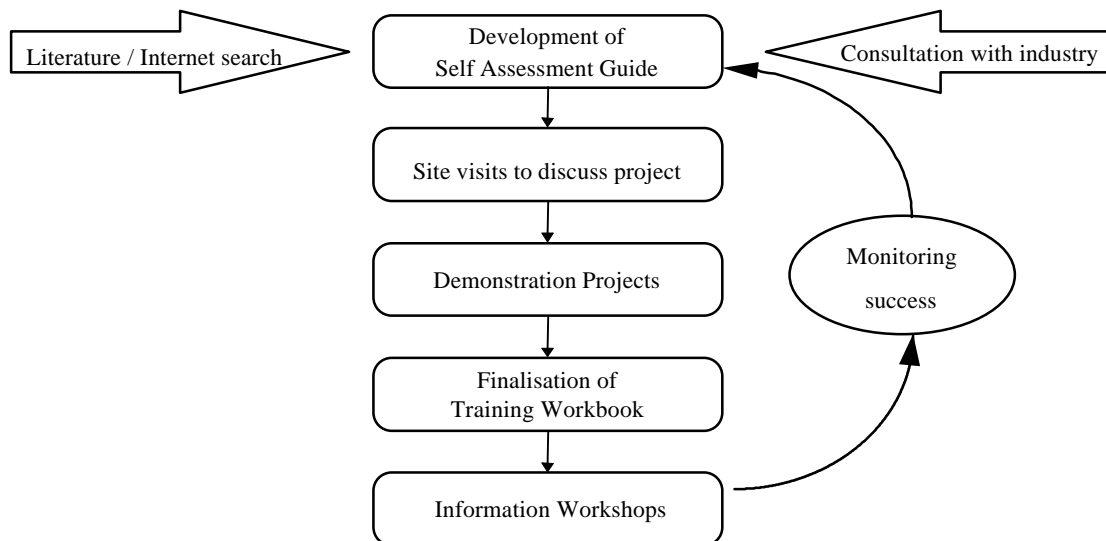 Literature / Internet search
Development of
Self Assessment Guide
Consultation with industry
Site visits to discuss project
Demonstration Projects
Monitoring
success
Finalisation of
Training Workbook
Information Workshops